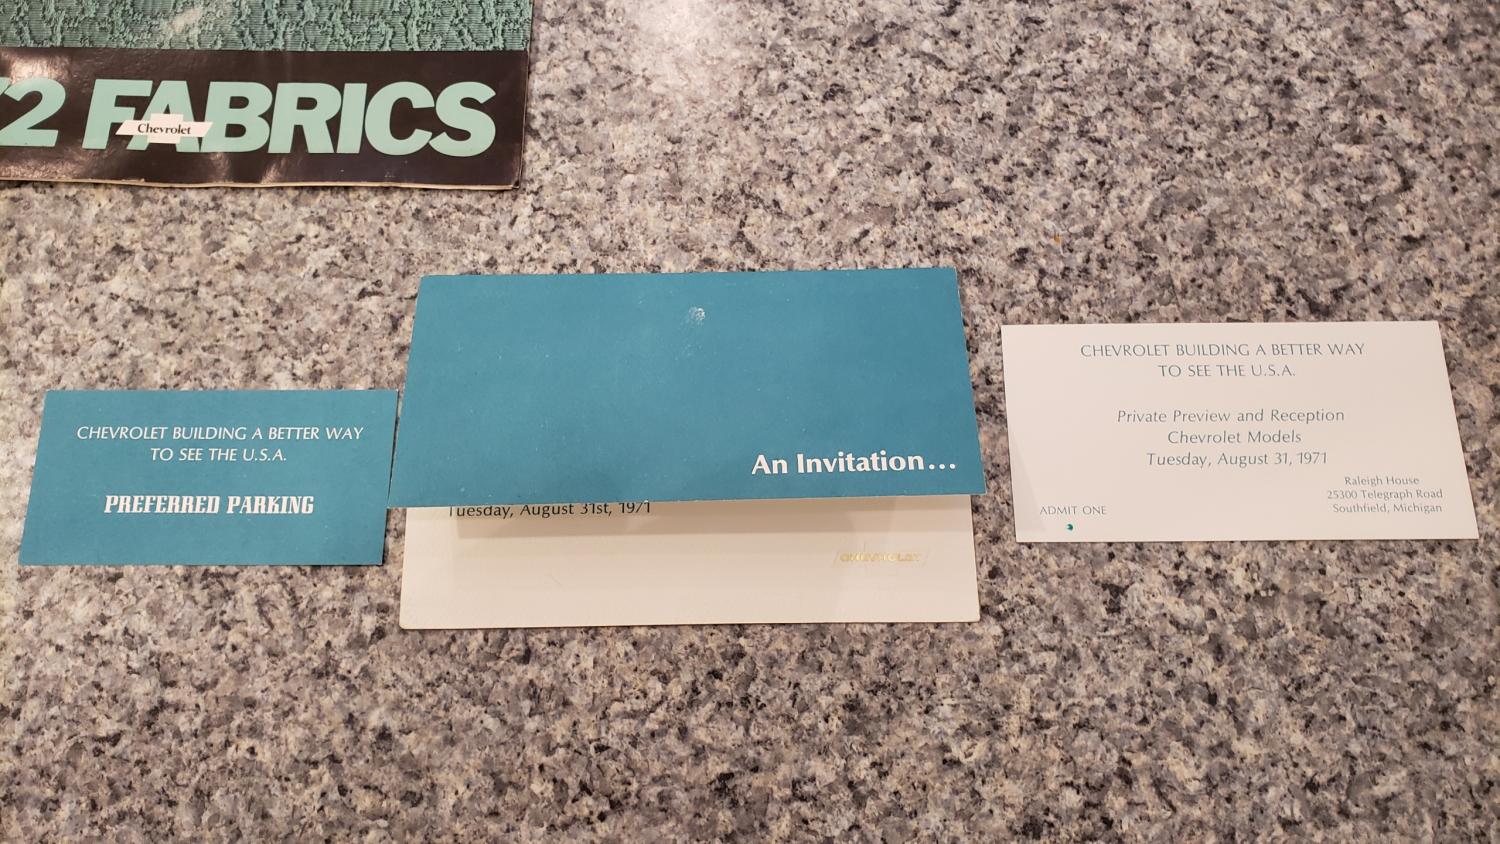 72 FABRICS
Chevrolet
CHEVROLET BUILDING A BETTER WAY
TO SEE THE U.S.A.
PREFERRED PARKING
An Invitation...
Tuesday, August 31st, 1971
CHEVROLET
CHEVROLET BUILDING A BETTER WAY
TO SEE THE U.S.A.
Private Preview and Reception
Chevrolet Models
Tuesday, August 31, 1971
Raleigh House
25300 Telegraph Road
Southfield, Michigan
ADMIT ONE